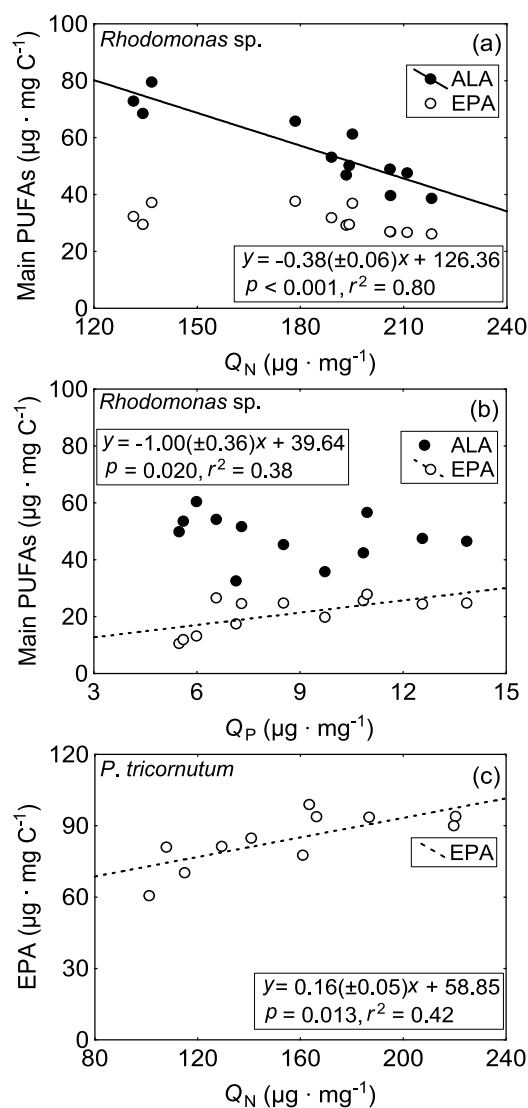 Rhodomonas sp.
(a)
ALA
EPA
100
80
60
40
20
0
Main PUFAs (µg · mg C⁻¹)
y = -0.38(±0.06)x + 126.36
p < 0.001, r² = 0.80
120 150 180 210 240
Q_N (µg · mg⁻¹)
Rhodomonas sp.
(b)
y = -1.00(±0.36)x + 39.64
p = 0.020, r² = 0.38
ALA
EPA
100
80
60
40
20
0
Main PUFAs (µg · mg C⁻¹)
3 6 9 12 15
Q_P (µg · mg⁻¹)
P. tricornutum
(c)
EPA
120
90
60
30
0
EPA (µg · mg C⁻¹)
y = 0.16(±0.05)x + 58.85
p = 0.013, r² = 0.42
80 120 160 200 240
Q_N (µg · mg⁻¹)